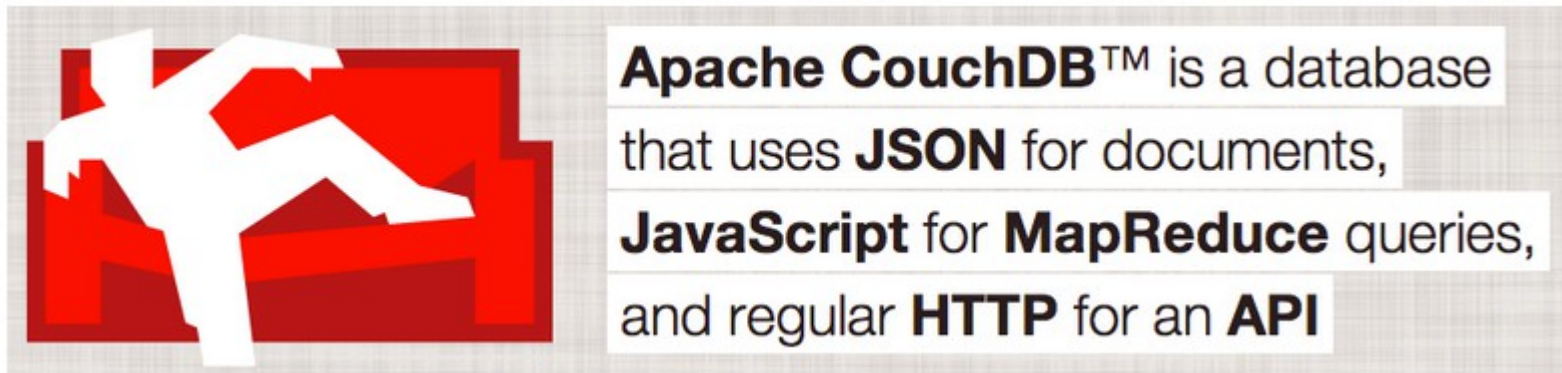 Apache CouchDB™ is a database
that uses JSON for documents,
JavaScript for MapReduce queries,
and regular HTTP for an API